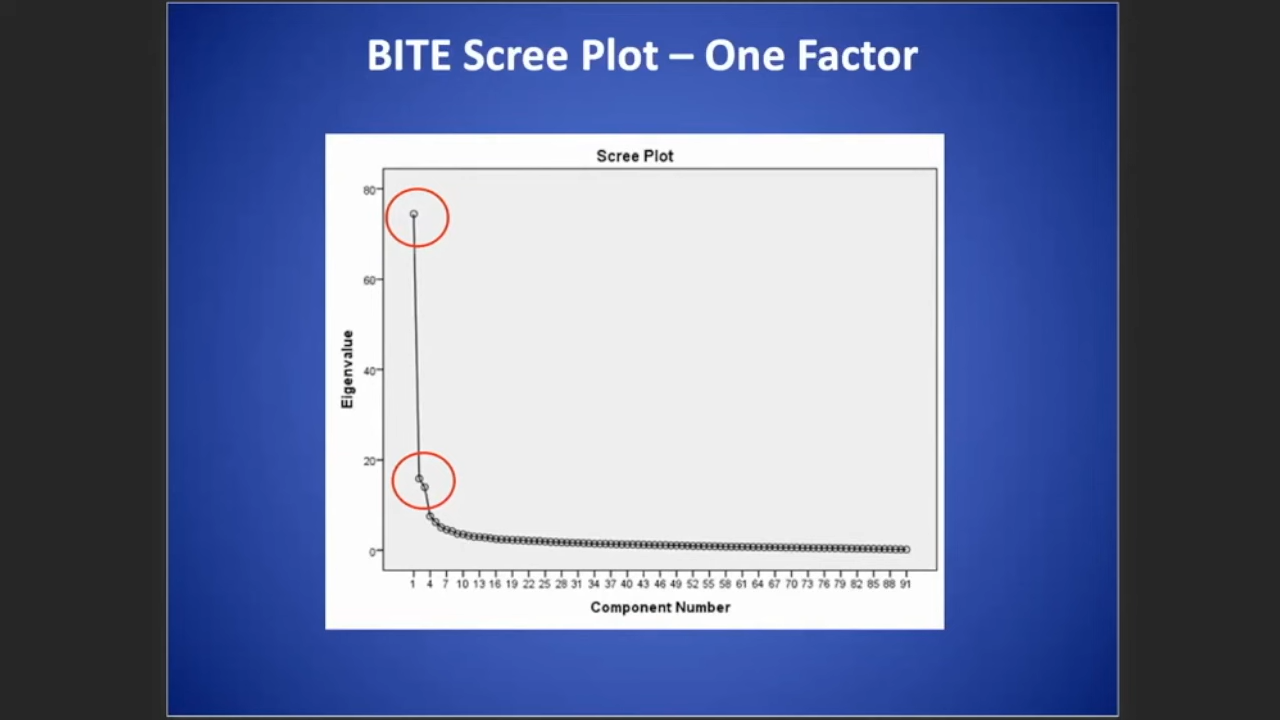 BITE Scree Plot – One Factor
Scree Plot
80
60
40
20
0
Eigenvalue
1 4 7 10 13 16 19 22 25 28 31 34 37 40 43 46 49 52 55 58 61 64 67 70 73 76 79 82 85 88 91
Component Number